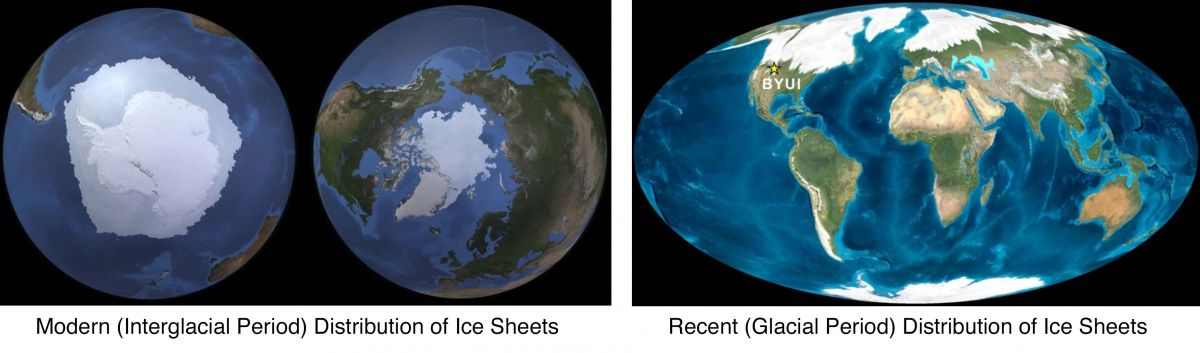 BYUI
Modern (Interglacial Period) Distribution of Ice Sheets
Recent (Glacial Period) Distribution of Ice Sheets